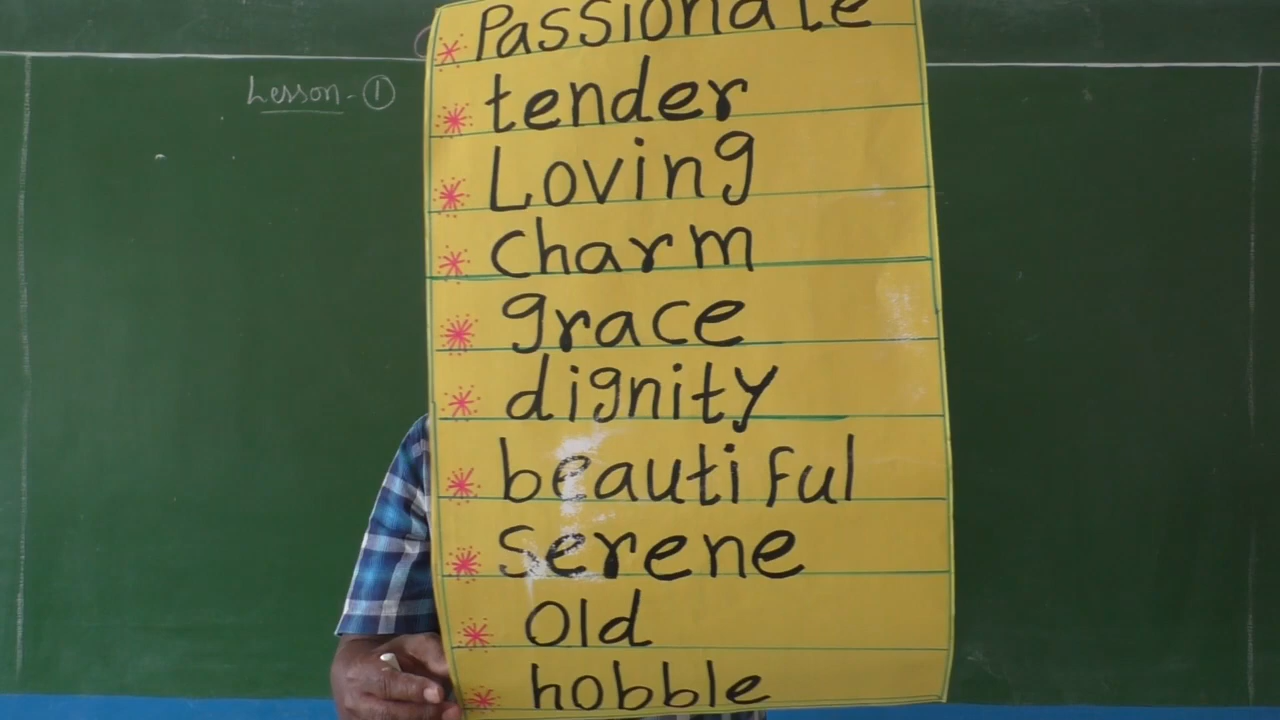 Lesson - 1
Passionate
tender
Loving
Charm
grace
dignity
beautiful
serene
Old
hobble